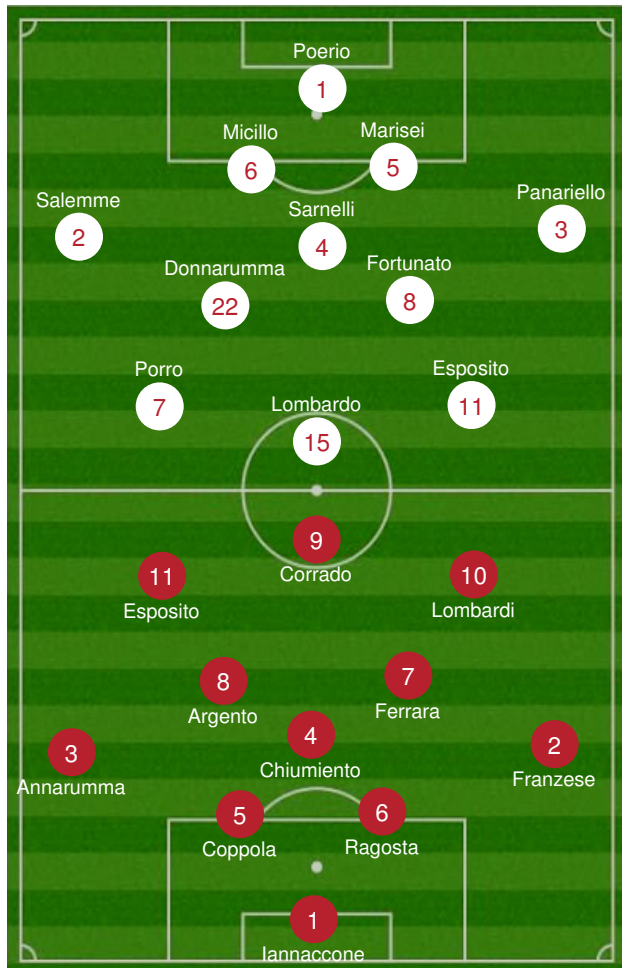 Poerio
1
Micillo
Marisei
6
5
Salemme
Panariello
2
Sarnelli
3
4
Donnarumma
Fortunato
22
8
Porro
Esposito
7
Lombardo
11
15
9
Corrado
11
10
Esposito
Lombardi
8
7
Argento
Ferrara
4
3
2
Chiumiento
Annarumma
Franzese
5
6
Coppola
Ragosta
1
Iannaccone